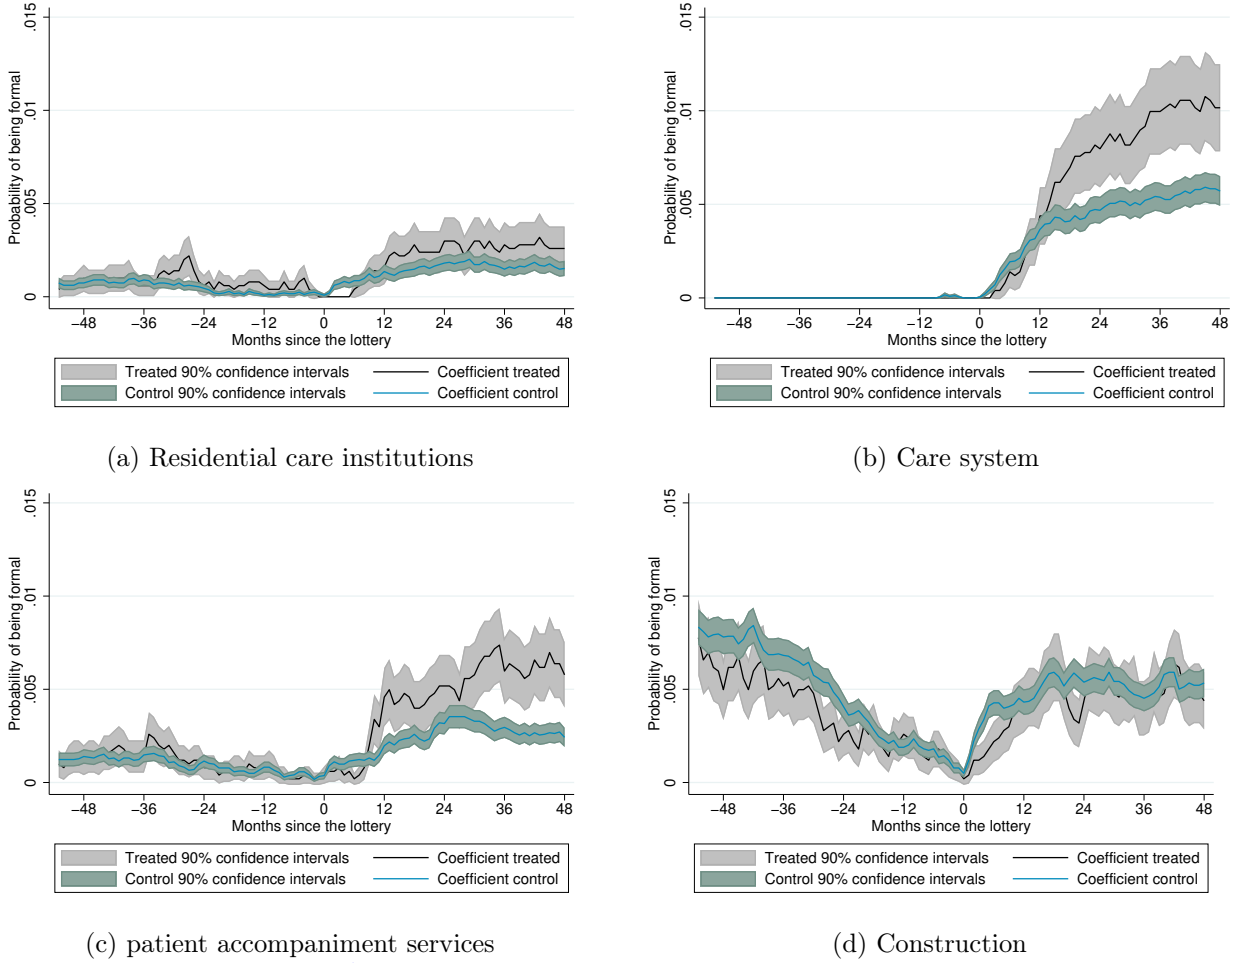 Probability of being formal
.015
.01
.005
0
−48 −36 −24 −12 0 12 24 36 48
Months since the lottery
Treated 90% confidence intervals Coefficient treated
Control 90% confidence intervals Coefficient control
(a) Residential care institutions
Probability of being formal
.015
.01
.005
0
−48 −36 −24 −12 0 12 24 36 48
Months since the lottery
Treated 90% confidence intervals Coefficient treated
Control 90% confidence intervals Coefficient control
(b) Care system
Probability of being formal
.015
.01
.005
0
−48 −36 −24 −12 0 12 24 36 48
Months since the lottery
Treated 90% confidence intervals Coefficient treated
Control 90% confidence intervals Coefficient control
(c) patient accompaniment services
Probability of being formal
.015
.01
.005
0
−48 −36 −24 −12 0 12 24 36 48
Months since the lottery
Treated 90% confidence intervals Coefficient treated
Control 90% confidence intervals Coefficient control
(d) Construction